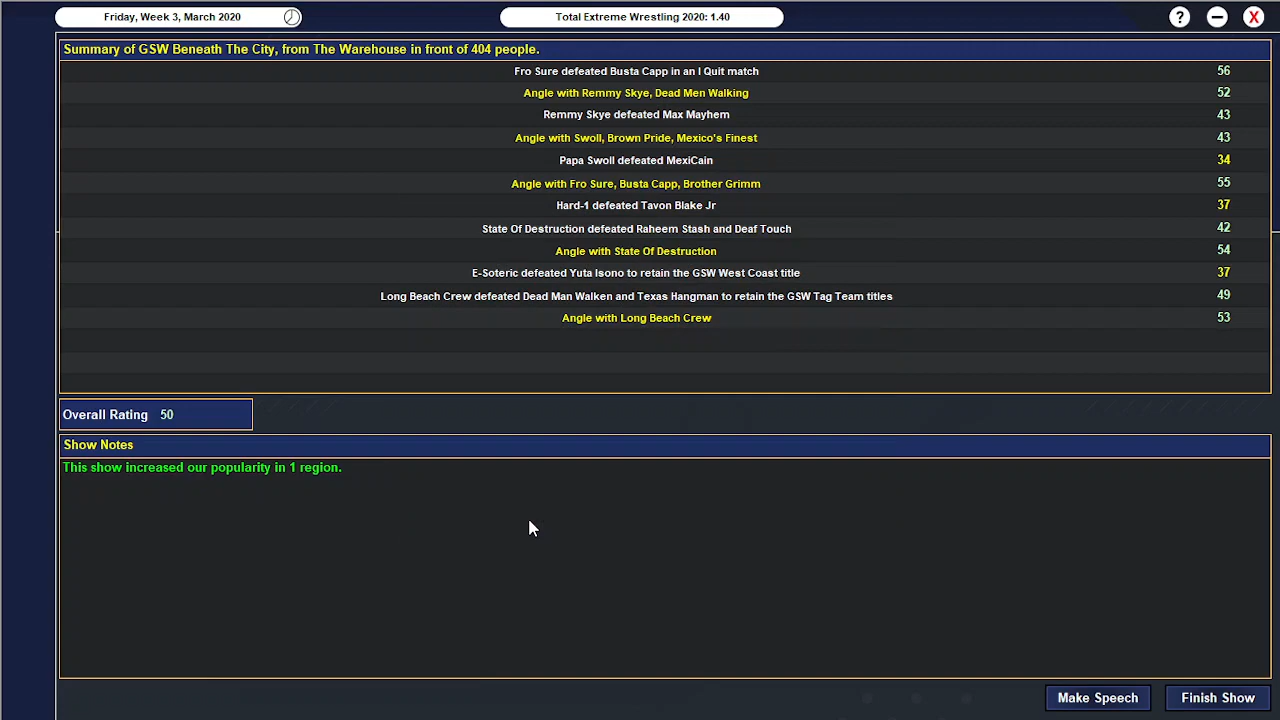 Friday, Week 3, March 2020
Total Extreme Wrestling 2020: 1.40
? X
Summary of GSW Beneath The City, from The Warehouse in front of 404 people.
Fro Sure defeated Busta Capp in an I Quit match 56
Angle with Remmy Skye, Dead Men Walking 52
Remmy Skye defeated Max Mayhem 43
Angle with Swoll, Brown Pride, Mexico's Finest 43
Papa Swoll defeated MexiCain 34
Angle with Fro Sure, Busta Capp, Brother Grimm 55
Hard-1 defeated Tavon Blake Jr 37
State Of Destruction defeated Raheem Stash and Deaf Touch 42
Angle with State Of Destruction 54
E-Soteric defeated Yuta Isono to retain the GSW West Coast title 37
Long Beach Crew defeated Dead Man Walken and Texas Hangman to retain the GSW Tag Team titles 49
Angle with Long Beach Crew 53
Overall Rating 50
Show Notes
This show increased our popularity in 1 region.
Make Speech
Finish Show